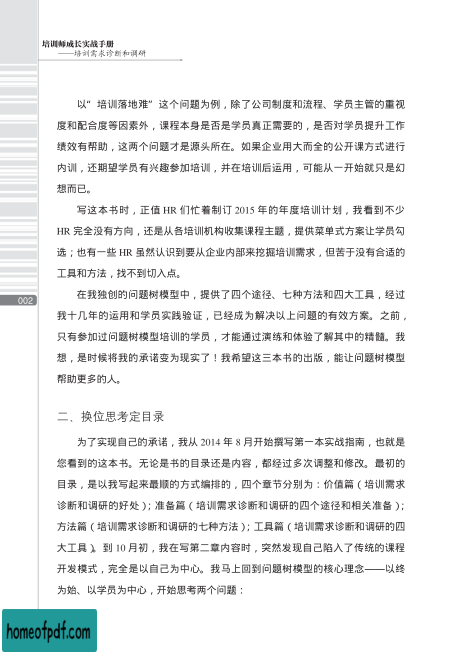 培训师成长实战手册
——培训需求诊断和调研
以“培训落地难”这个问题为例，除了公司制度和流程、学员主管的重视
度和配合度等因素外，课程本身是否是学员真正需要的，是否对学员提升工作
绩效有帮助，这两个问题才是源头所在。如果企业用大而全的公开课方式进行
内训，还期望学员有兴趣参加培训，并在培训后运用，可能从一开始就只是幻
想而已。
写这本书时，正值 HR 们忙着制订 2015 年的年度培训计划，我看到不少
HR 完全没有方向，还是从各培训机构收集课程主题，提供菜单式方案让学员勾
选；也有一些 HR 虽然认识到要从企业内部来挖掘培训需求，但苦于没有合适的
工具和方法，找不到切入点。
002
在我独创的问题树模型中，提供了四个途径、七种方法和四大工具，经过
我十几年的运用和学员实践验证，已经成为解决以上问题的有效方案。之前，
只有参加过问题树模型培训的学员，才能通过演练和体验了解其中的精髓。我
想，是时候将我的承诺变为现实了！我希望这三本书的出版，能让问题树模型
帮助更多的人。
二、换位思考定目录
为了实现自己的承诺，我从 2014 年 8 月开始撰写第一本实战指南，也就是
您看到的这本书。无论是书的目录还是内容，都经过多次调整和修改。最初的
目录，是以我写起来最顺的方式编排的，四个章节分别为：价值篇（培训需求
诊断和调研的好处）；准备篇（培训需求诊断和调研的四个途径和相关准备）；
方法篇（培训需求诊断和调研的七种方法）；工具篇（培训需求诊断和调研的四
大工具）。到 10 月初，我在写第二章内容时，突然发现自己陷入了传统的课程
开发模式，完全是以自己为中心。我马上回到问题树模型的核心理念——以终
为始、以学员为中心，开始思考两个问题：
homeofpdf.com